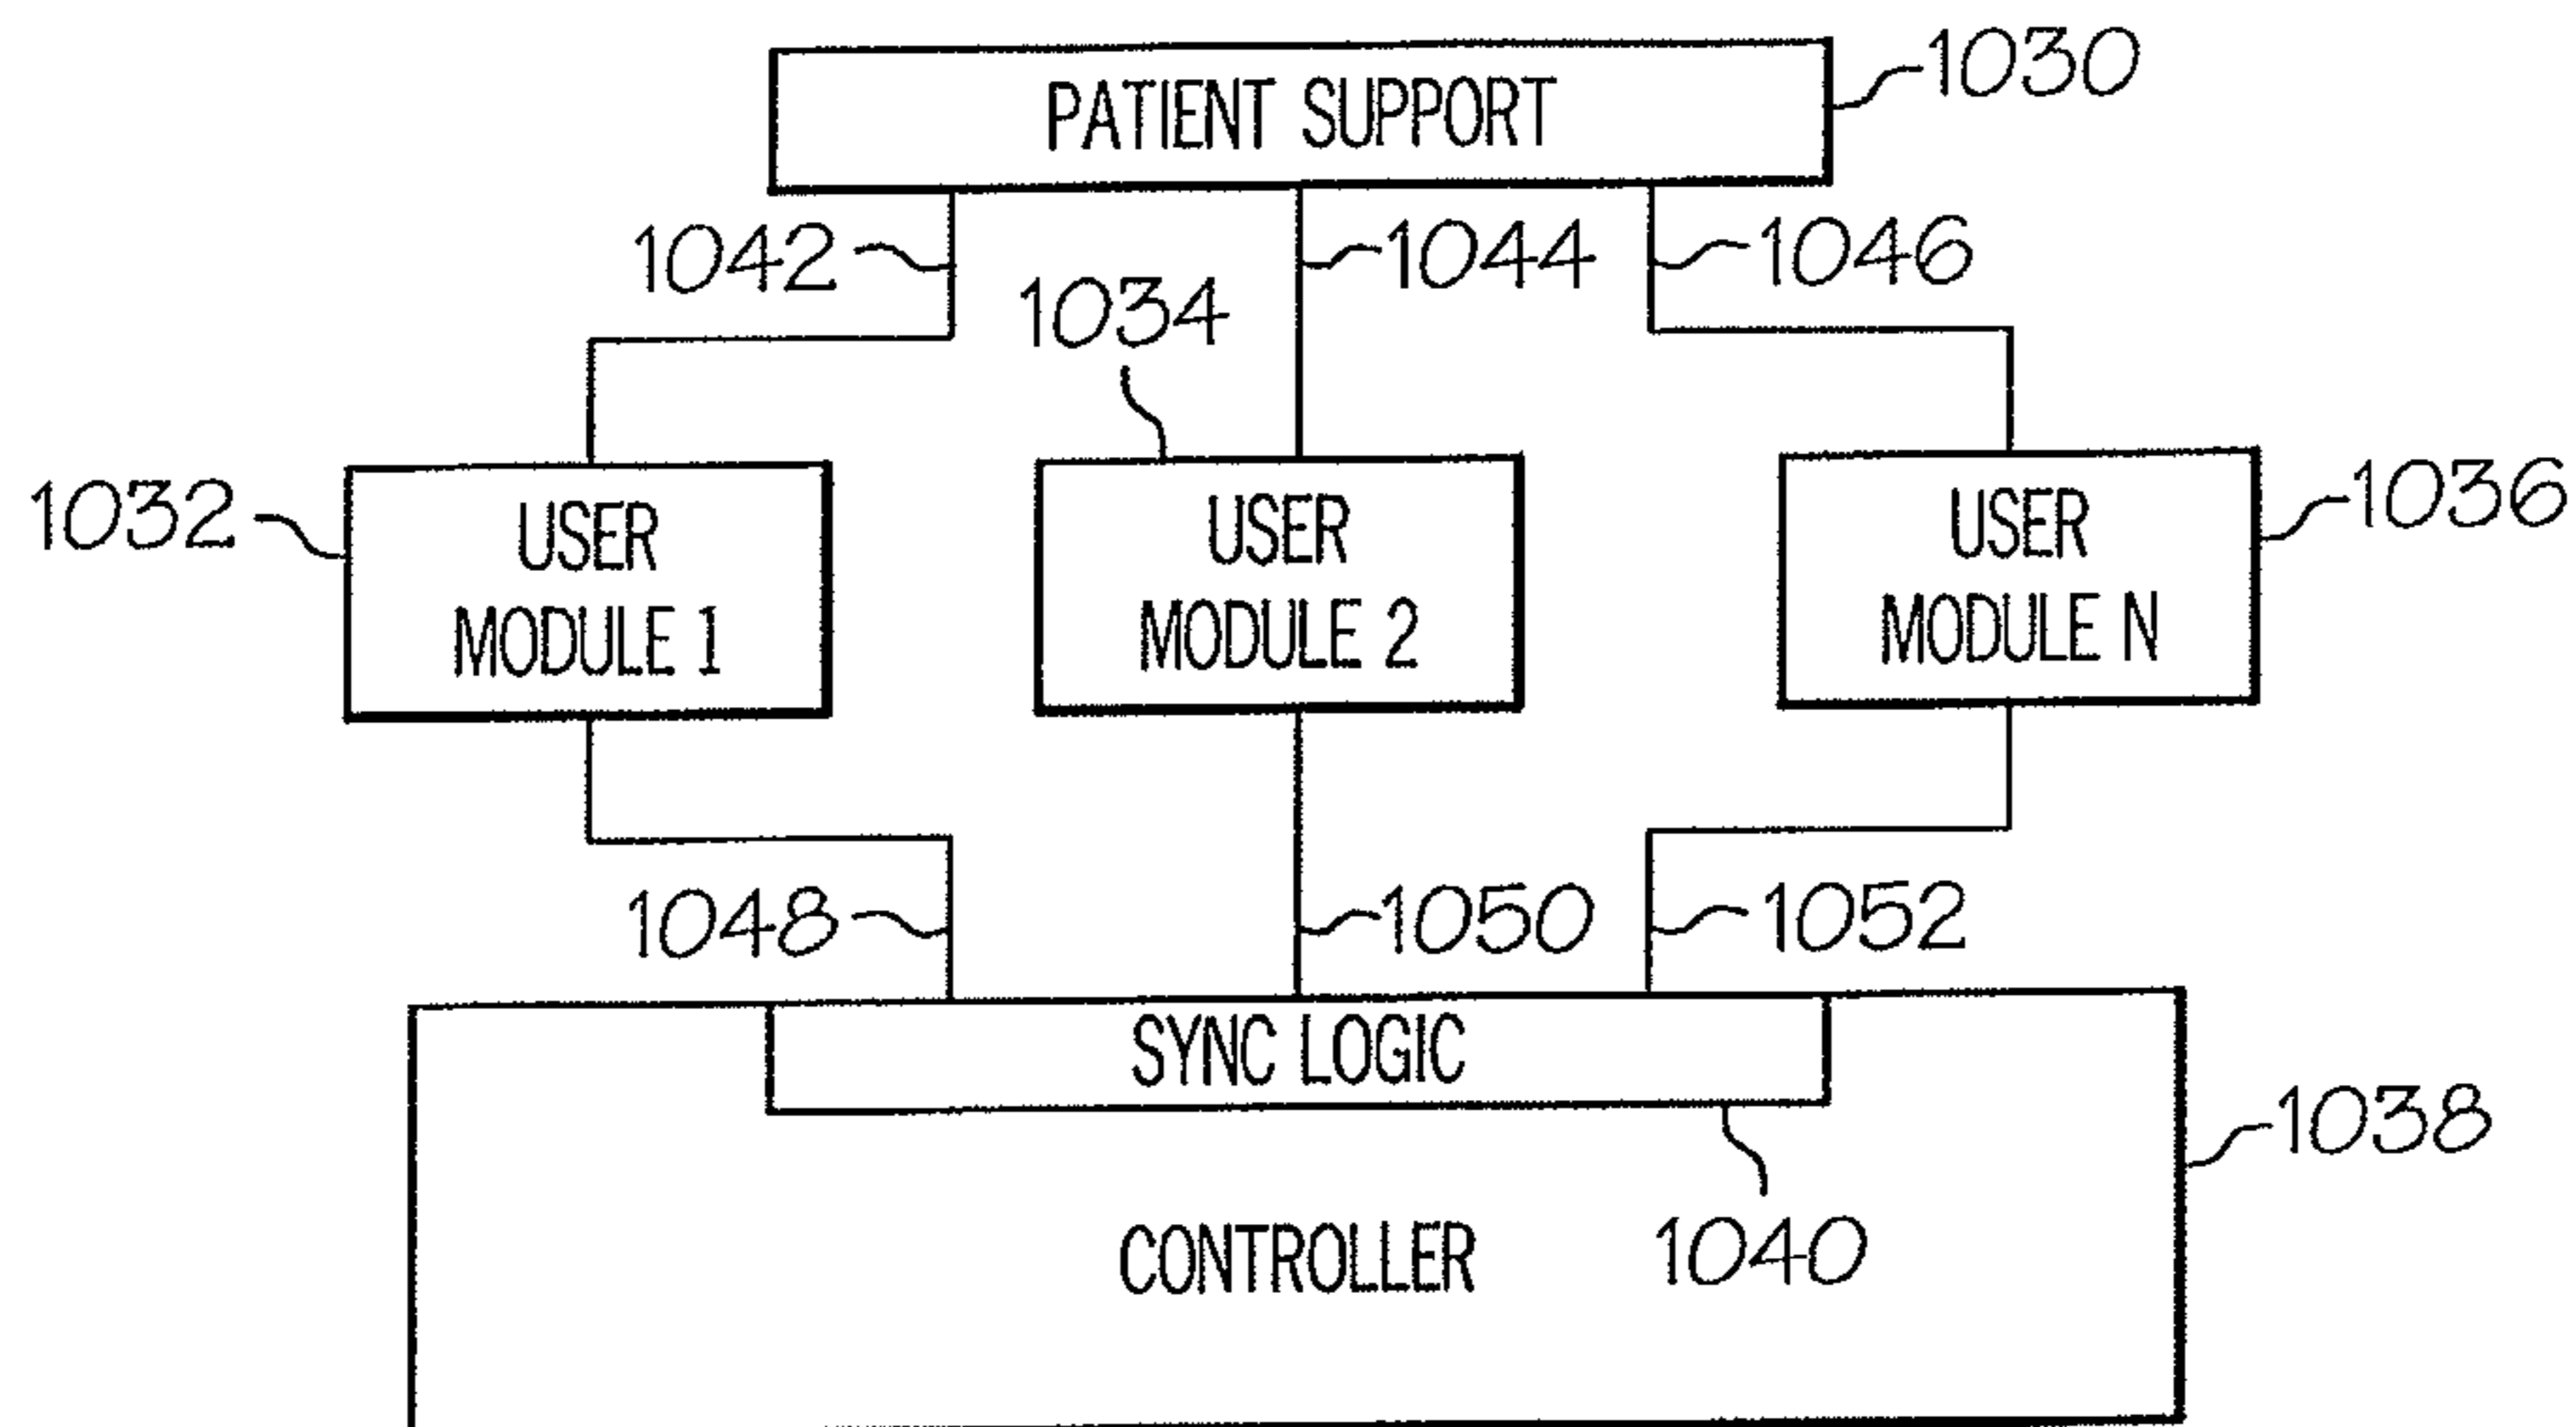 PATIENT SUPPORT
1030
1042
1044
1046
1034
1032
USER
MODULE 1
USER
MODULE 2
USER
MODULE N
1036
1048
1050
1052
SYNC LOGIC
1038
1040
CONTROLLER